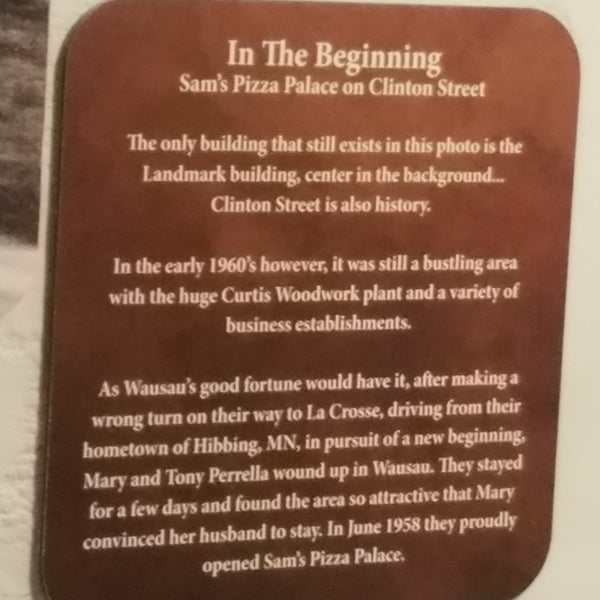 In The Beginning
Sam's Pizza Palace on Clinton Street
The only building that still exists in this photo is the
Landmark building, center in the background...
Clinton Street is also history.
In the early 1960's however, it was still a bustling area
with the huge Curtis Woodwork plant and a variety of
business establishments.
As Wausau's good fortune would have it, after making a
wrong turn on their way to La Crosse, driving from their
hometown of Hibbing, MN, in pursuit of a new beginning,
Mary and Tony Perrella wound up in Wausau. They stayed
for a few days and found the area so attractive that Mary
convinced her husband to stay. In June 1958 they proudly
opened Sam's Pizza Palace.